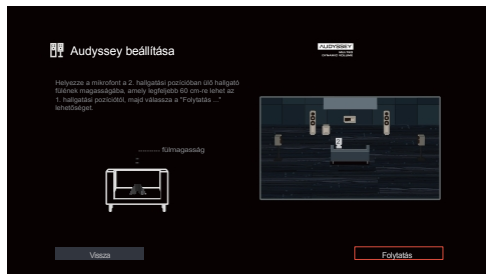 Audyssey beállítása
AUDYSSEY
Helyezze a mikrofont a 2. hallgatási pozícióban ülő hallgató
fülének magasságába, amely legfeljebb 60 cm-re lehet az
1. hallgatási pozíciótól, majd válassza a "Folytatás ..."
lehetőséget.
fülmagasság
Vissza
Folytatás